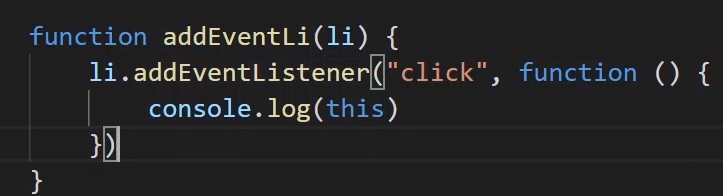 function addEventLi(li) {
    li.addEventListener("click", function () {
        console.log(this)
    })
}